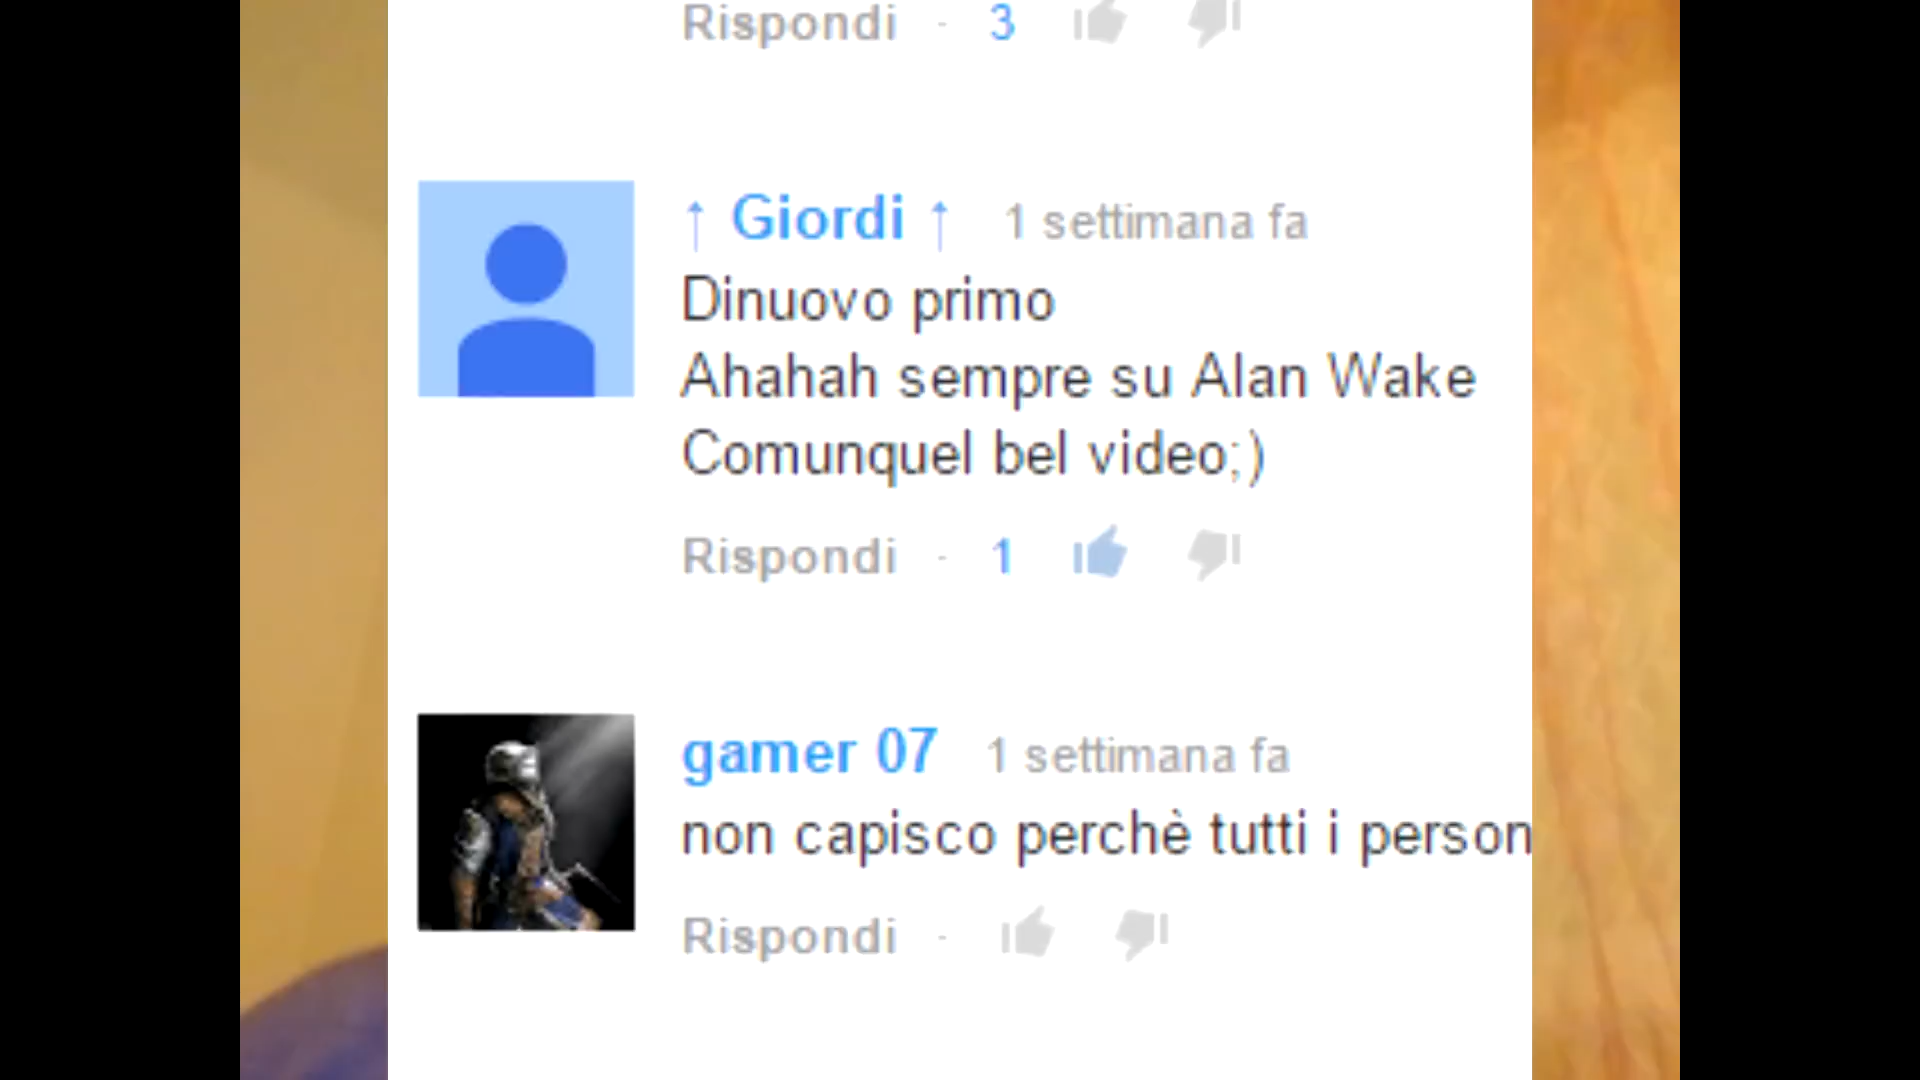 Rispondi · 3
↑ Giordi ↑ 1 settimana fa
Dinuovo primo
Ahahah sempre su Alan Wake
Comunquel bel video;)
Rispondi · 1
gamer 07 1 settimana fa
non capisco perchè tutti i person
Rispondi ·